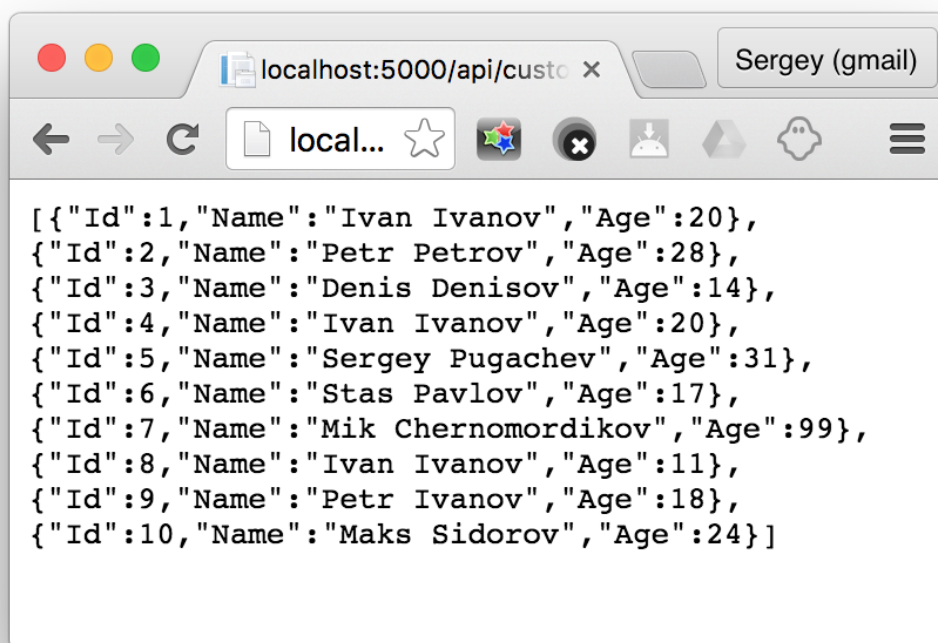 localhost:5000/api/custo
Sergey (gmail)
local...
[{"Id":1,"Name":"Ivan Ivanov","Age":20},
{"Id":2,"Name":"Petr Petrov","Age":28},
{"Id":3,"Name":"Denis Denisov","Age":14},
{"Id":4,"Name":"Ivan Ivanov","Age":20},
{"Id":5,"Name":"Sergey Pugachev","Age":31},
{"Id":6,"Name":"Stas Pavlov","Age":17},
{"Id":7,"Name":"Mik Chernomordikov","Age":99},
{"Id":8,"Name":"Ivan Ivanov","Age":11},
{"Id":9,"Name":"Petr Ivanov","Age":18},
{"Id":10,"Name":"Maks Sidorov","Age":24}]